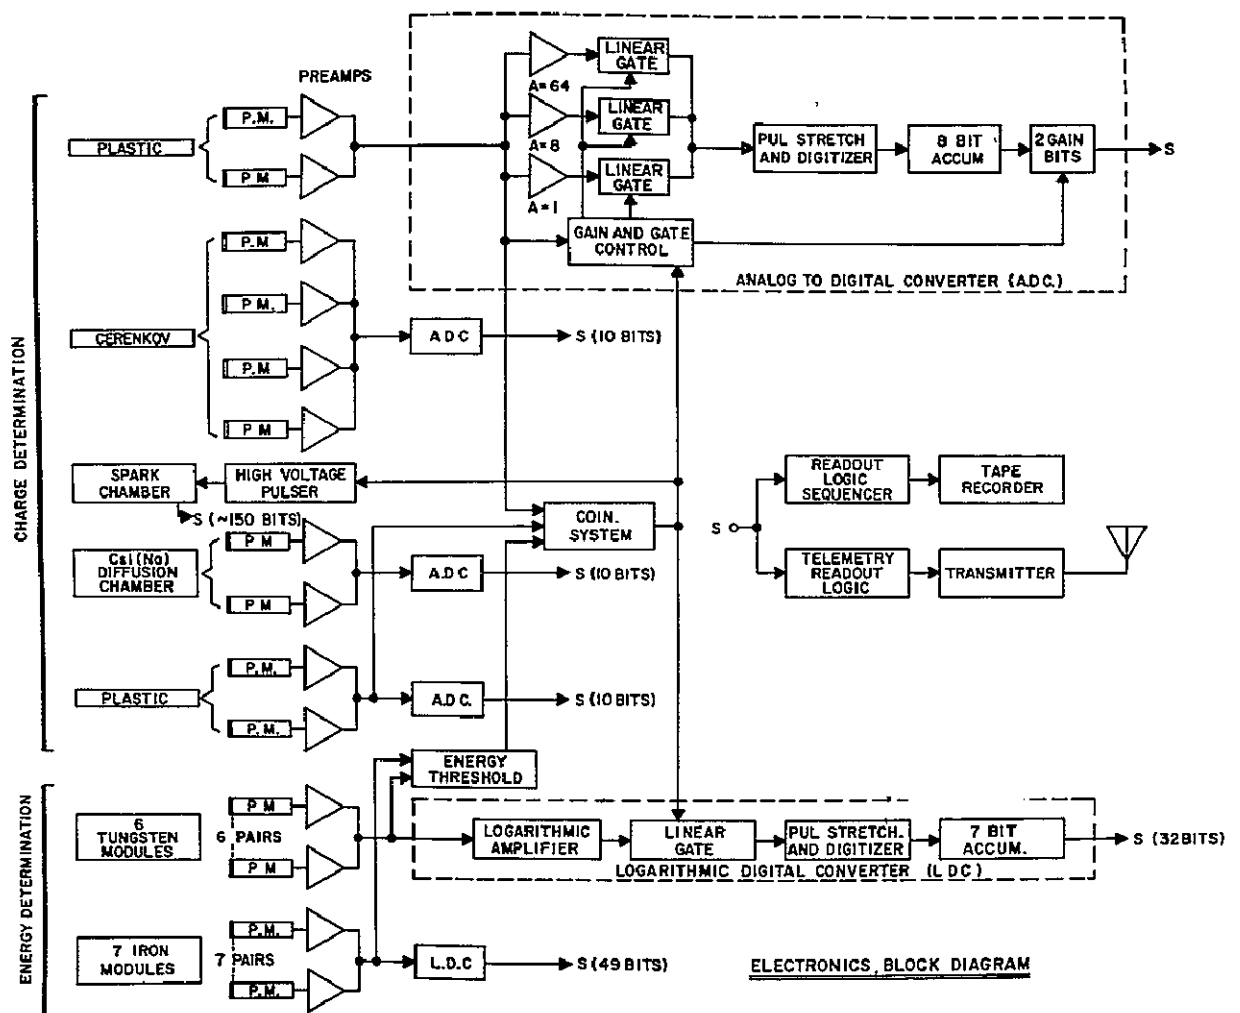 PREAMPS
P.M.
PLASTIC
P M
P.M
P.M.
CERENKOV
P.M
P M
CHARGE DETERMINATION
SPARK
CHAMBER
HIGH VOLTAGE
PULSER
S (~150 BITS)
P M
CsI(Na)
DIFFUSION
CHAMBER
P M
P.M.
PLASTIC
P.M.
LINEAR
GATE
A=64
LINEAR
GATE
A=8
LINEAR
GATE
A=1
GAIN AND GATE
CONTROL
PUL STRETCH
AND DIGITIZER
8 BIT
ACCUM
2 GAIN
BITS
S
ANALOG TO DIGITAL CONVERTER (A.D.C.)
ADC
S (10 BITS)
COIN.
SYSTEM
A.D.C
S (10 BITS)
A.D.C.
S (10 BITS)
S
READOUT
LOGIC
SEQUENCER
TAPE
RECORDER
TELEMETRY
READOUT
LOGIC
TRANSMITTER
ENERGY
THRESHOLD
ENERGY DETERMINATION
6
TUNGSTEN
MODULES
P M
6 PAIRS
P M
LOGARITHMIC
AMPLIFIER
LINEAR
GATE
PUL STRETCH.
AND DIGITIZER
7 BIT
ACCUM.
S (32BITS)
LOGARITHMIC DIGITAL CONVERTER (L D C)
7 IRON
MODULES
P.M.
7 PAIRS
P.M.
L.D.C
S (49 BITS)
ELECTRONICS, BLOCK DIAGRAM